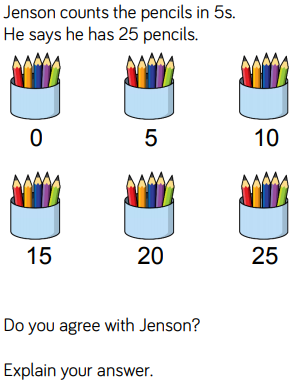 Jenson counts the pencils in 5s.
He says he has 25 pencils.
0 5 10
15 20 25
Do you agree with Jenson?
Explain your answer.